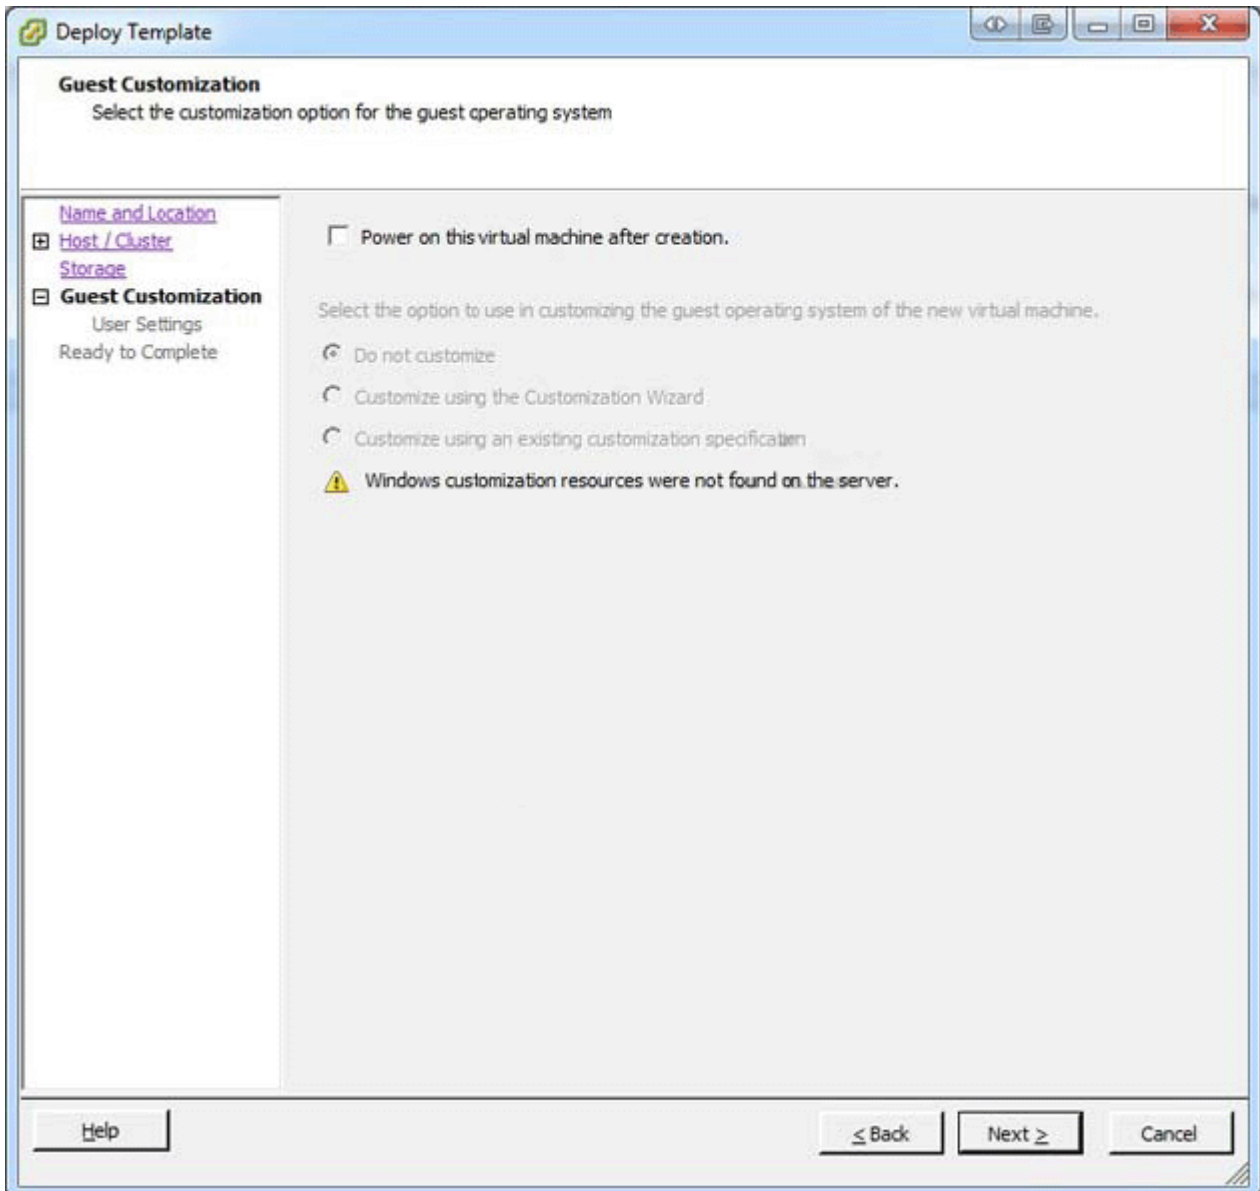 Deploy Template
Guest Customization
Select the customization option for the guest operating system
Name and Location
Host / Cluster
Storage
Guest Customization
User Settings
Ready to Complete
Power on this virtual machine after creation.
Select the option to use in customizing the guest operating system of the new virtual machine.
Do not customize
Customize using the Customization Wizard
Customize using an existing customization specification
Windows customization resources were not found on the server.
Help
< Back
Next >
Cancel